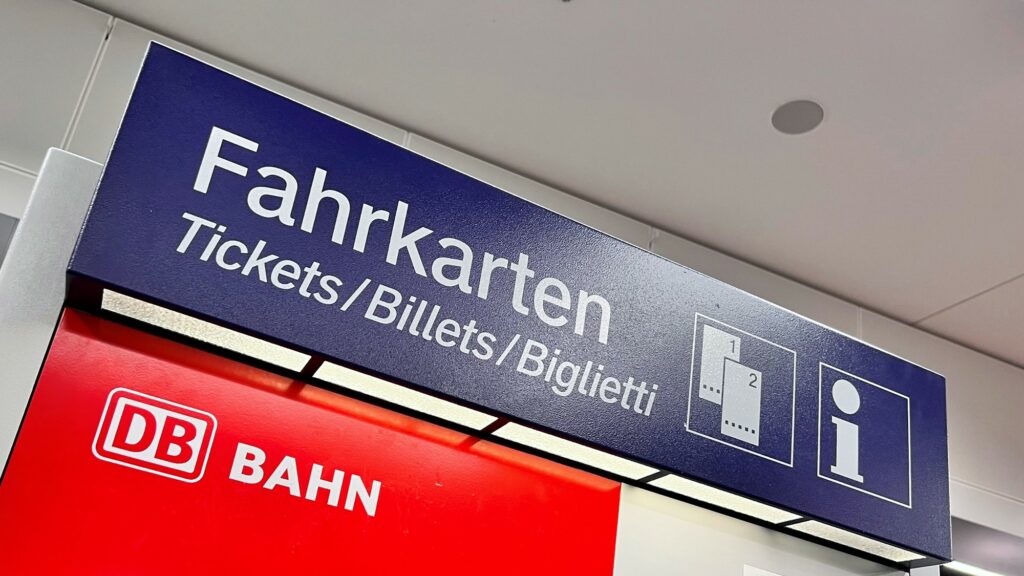 Fahrkarten
Tickets/Billets/Biglietti
1
2
i
DB BAHN